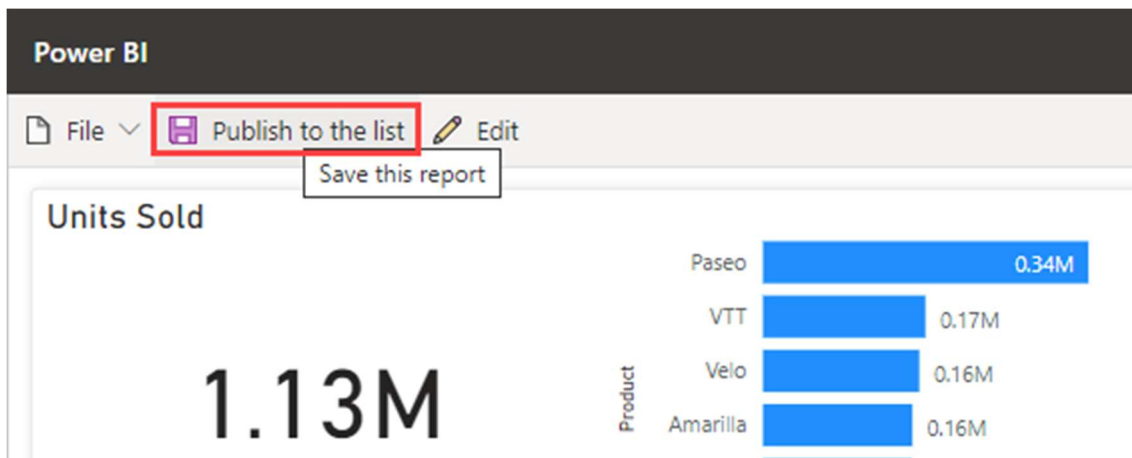 Power BI
File
Publish to the list
Edit
Save this report
Units Sold
1.13M
Product
Paseo
0.34M
VTT
0.17M
Velo
0.16M
Amarilla
0.16M